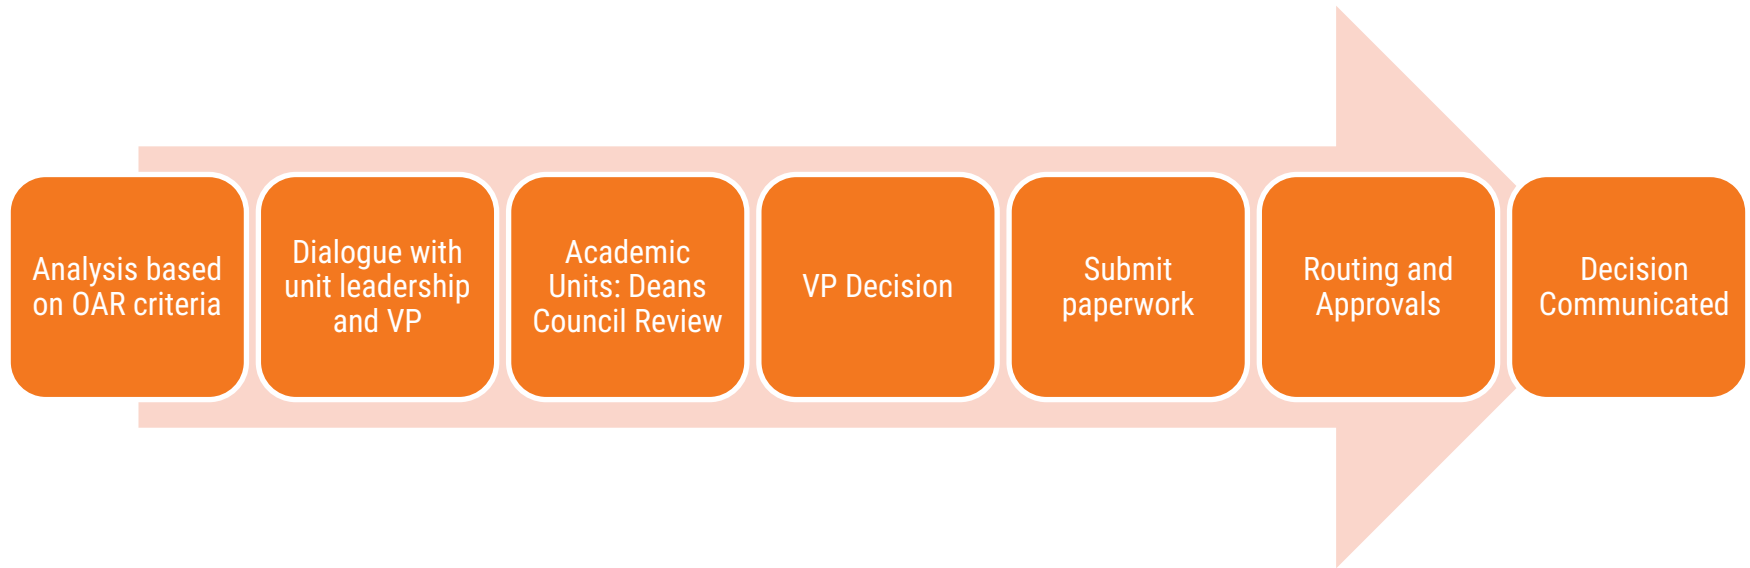 Analysis based
on OAR criteria
Dialogue with
unit leadership
and VP
Academic
Units: Deans
Council Review
VP Decision
Submit
paperwork
Routing and
Approvals
Decision
Communicated